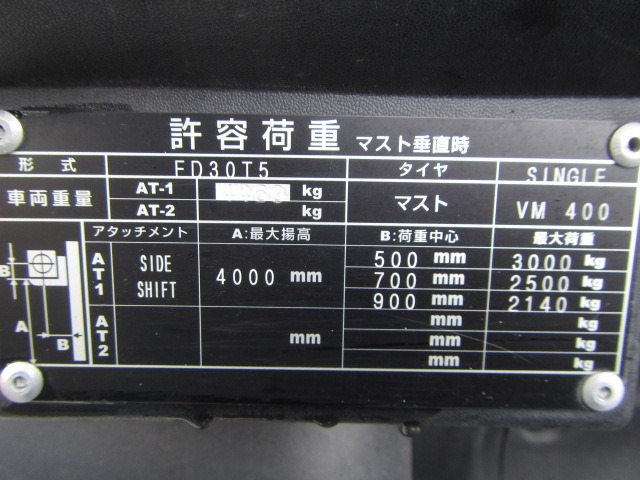 許容荷重 マスト垂直時
形式 FD30T5 タイヤ SINGLE
車両重量 AT-1 kg マスト VM 400
AT-2 kg
アタッチメント A:最大揚高 B:荷重中心 最大荷重
AT1 SIDE SHIFT 4000 mm 500 mm 3000 kg
700 mm 2500 kg
900 mm 2140 kg
AT2 mm mm kg
mm kg
mm kg
B
A
B